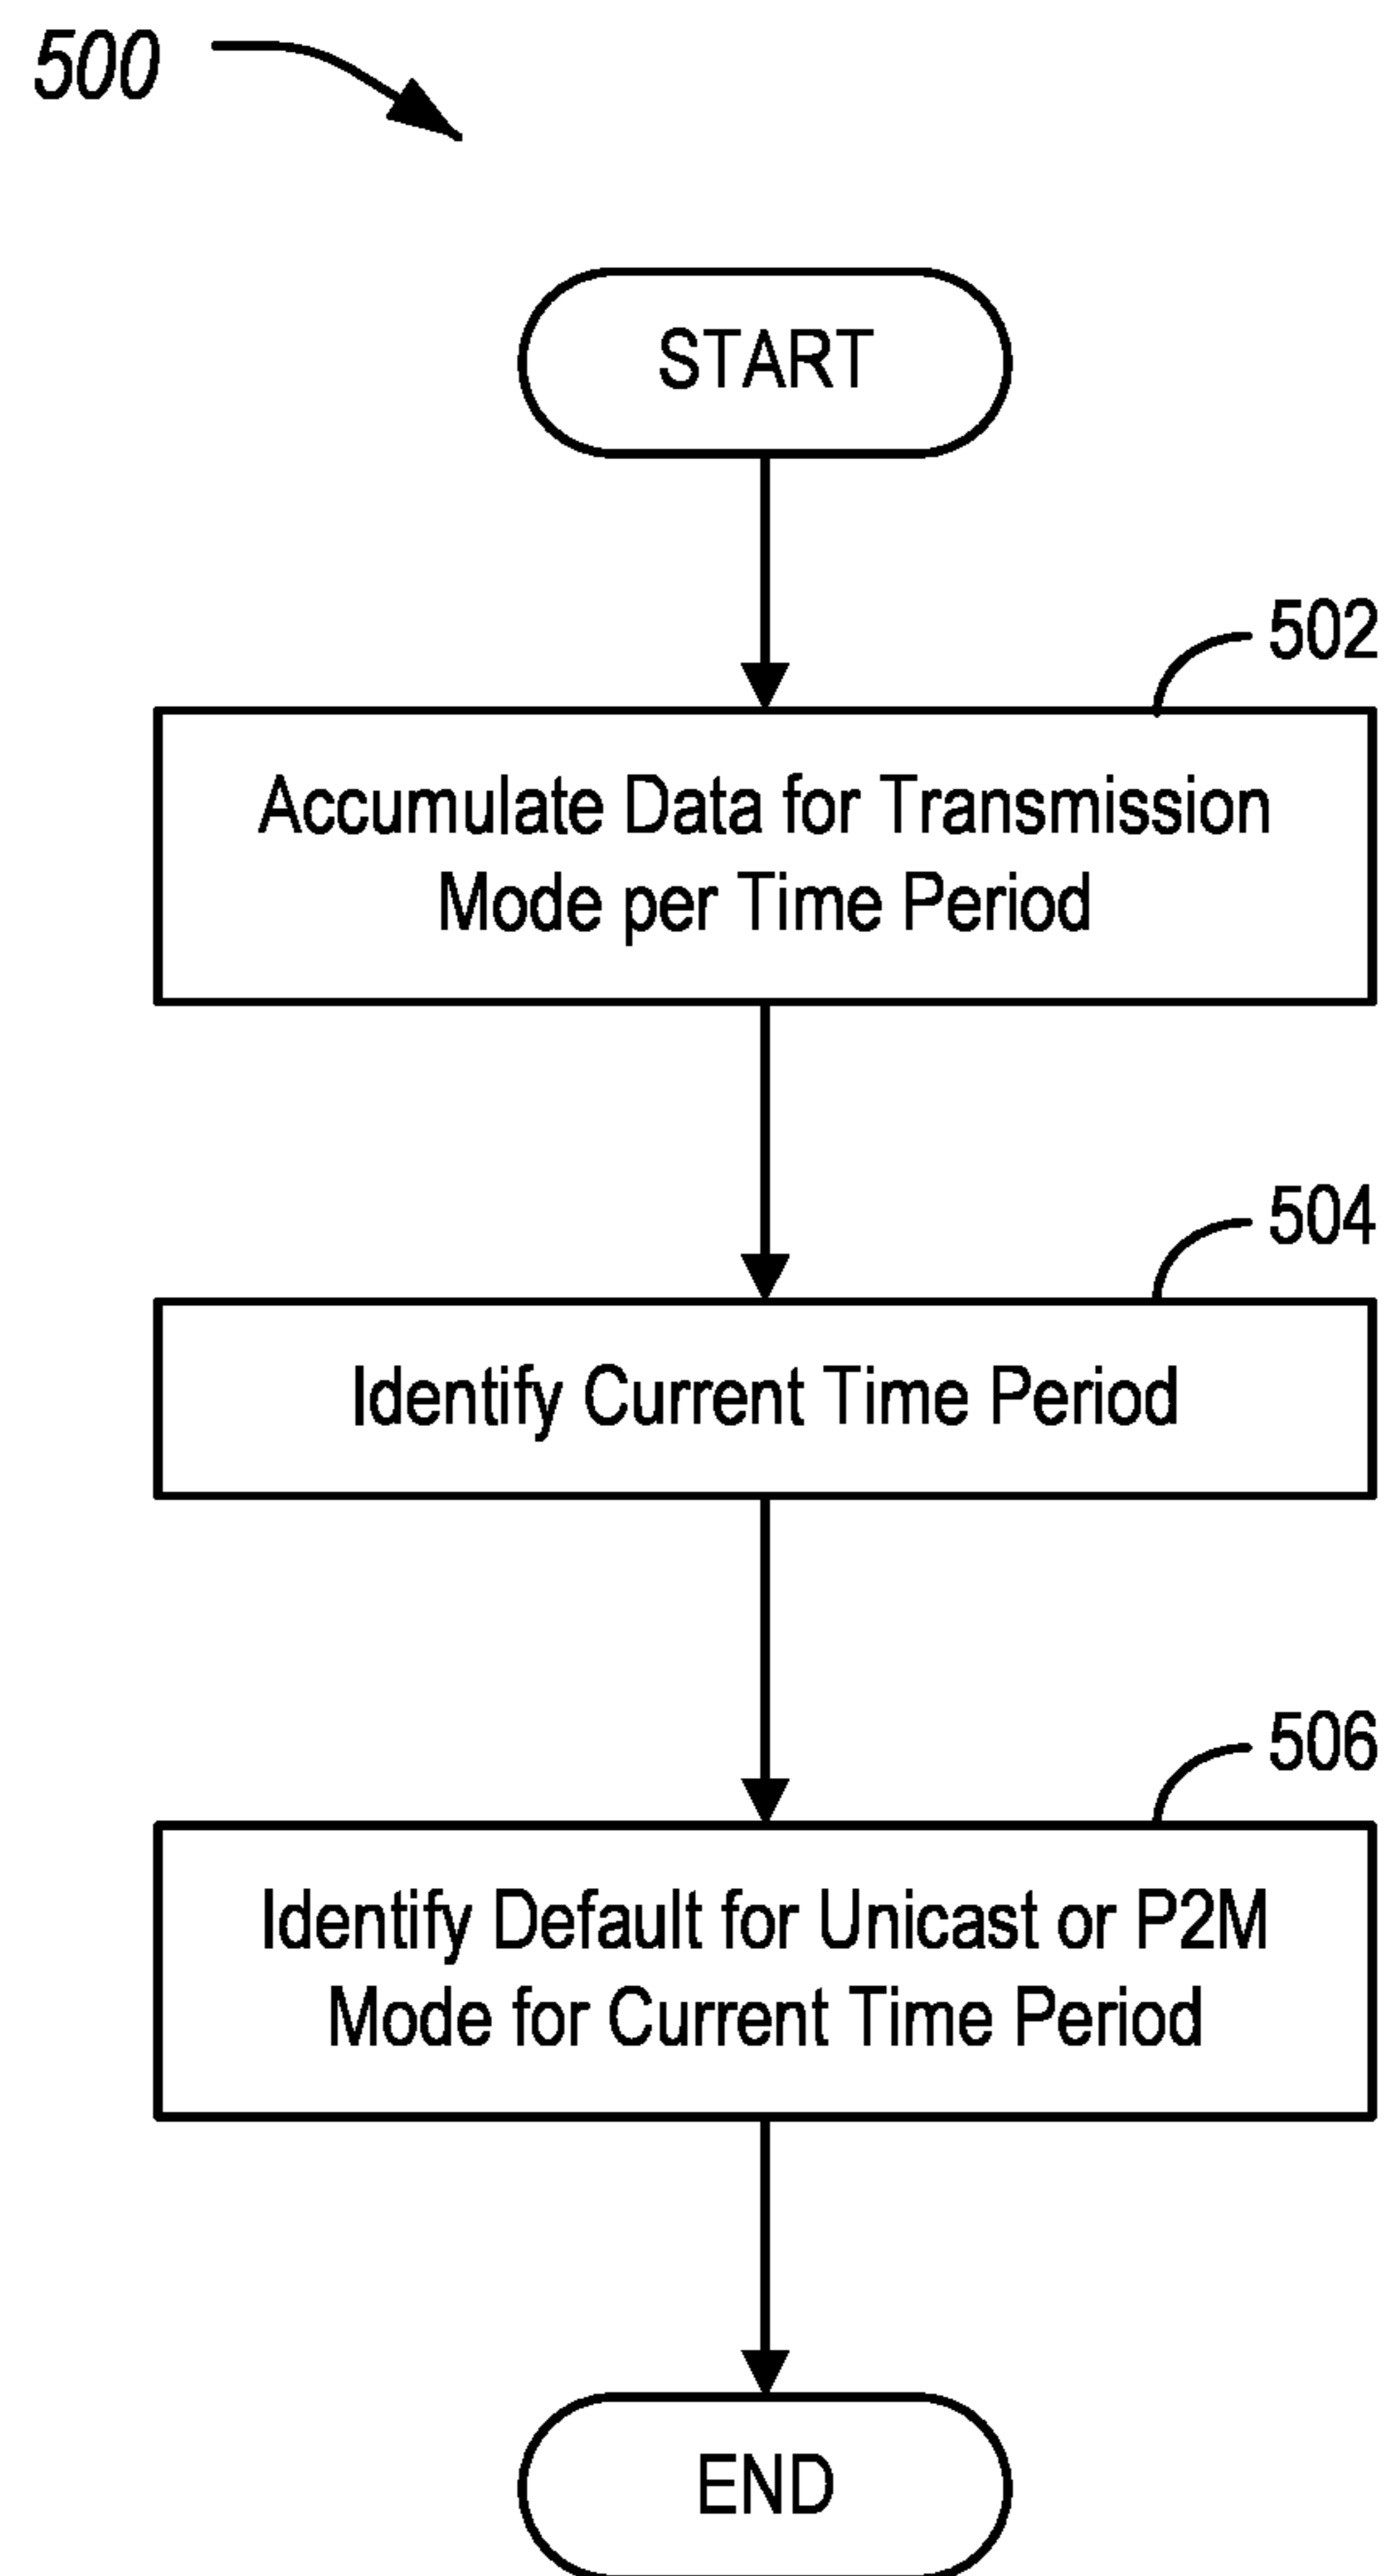 500
START
502
Accumulate Data for Transmission
Mode per Time Period
504
Identify Current Time Period
506
Identify Default for Unicast or P2M
Mode for Current Time Period
END